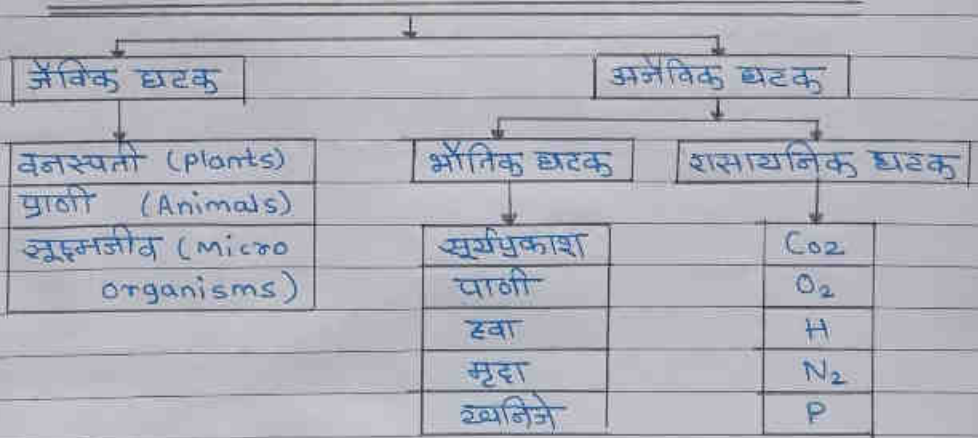 जैविक घटक
अजैविक घटक
वनस्पती (plants)
प्राणी (Animals)
सूक्ष्मजीव (Micro
organisms)
भौतिक घटक
रासायनिक घटक
सूर्यप्रकाश
पाणी
हवा
मृदा
खनिजे
Co2
O2
H
N2
P